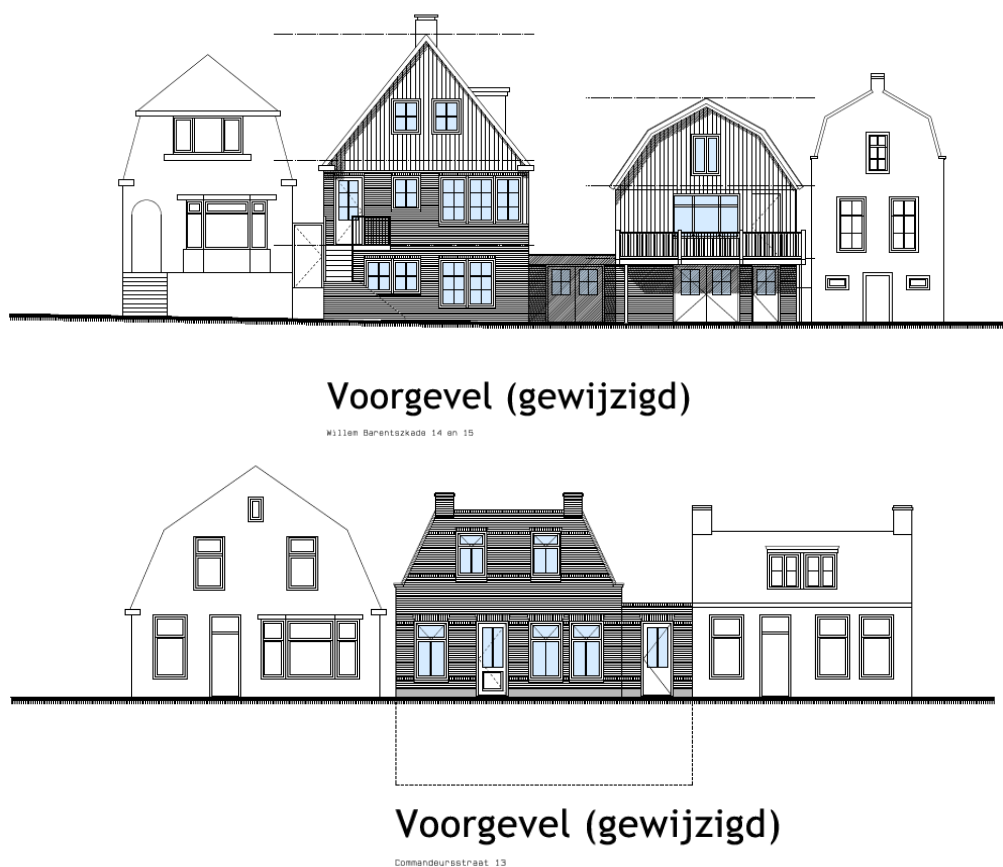 Voorgevel (gewijzigd)
Willem Barentszkade 14 en 15
Voorgevel (gewijzigd)
Commandeursstraat 13